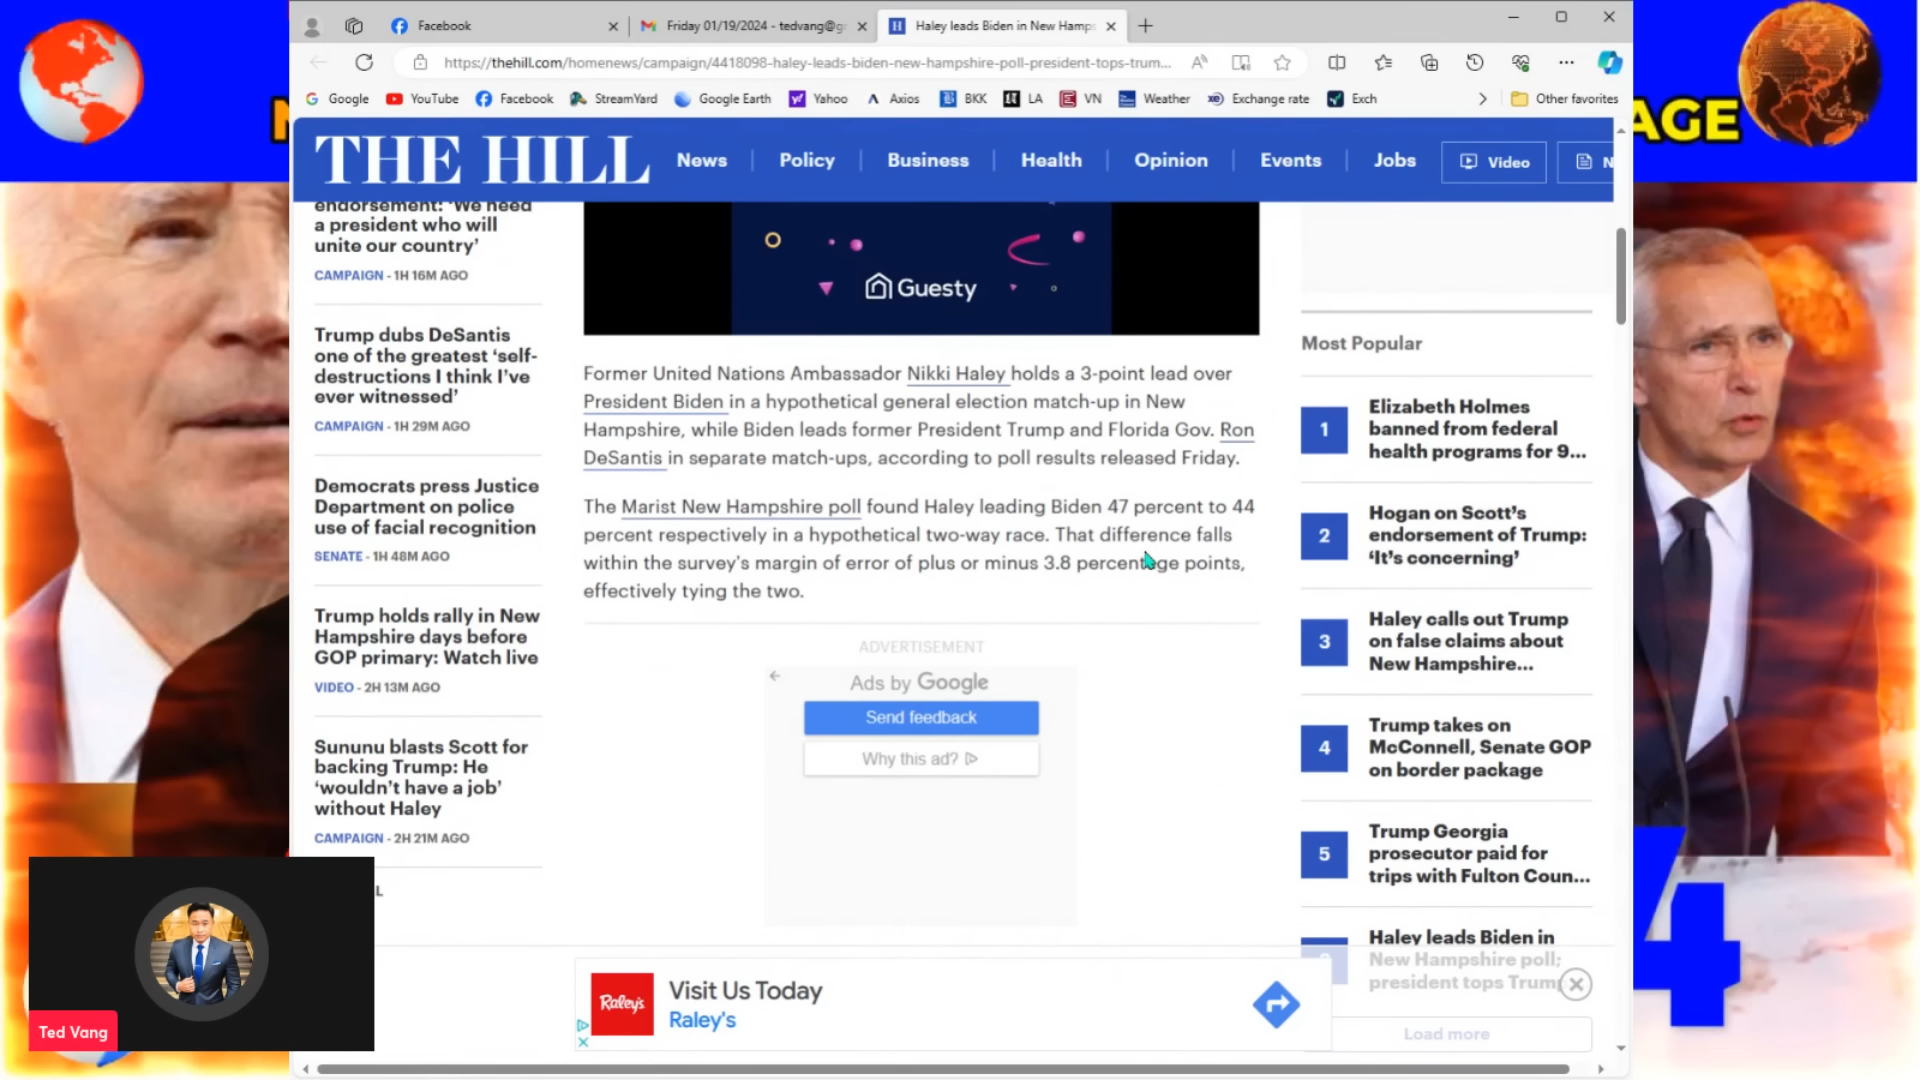 Facebook
Friday 01/19/2024 - tedvang@g
Haley leads Biden in New Hamps
https://thehill.com/homenews/campaign/4418098-haley-leads-biden-new-hampshire-poll-president-tops-trum...
Google
YouTube
Facebook
StreamYard
Google Earth
Yahoo
Axios
BKK
LA
VN
Weather
Exchange rate
Exch
Other favorites
AGE
THE HILL
News
Policy
Business
Health
Opinion
Events
Jobs
Video
N
endorsement: 'We need
a president who will
unite our country'
CAMPAIGN - 1H 16M AGO
Trump dubs DeSantis
one of the greatest 'self-
destructions I think I've
ever witnessed'
CAMPAIGN - 1H 29M AGO
Democrats press Justice
Department on police
use of facial recognition
SENATE - 1H 48M AGO
Trump holds rally in New
Hampshire days before
GOP primary: Watch live
VIDEO - 2H 13M AGO
Sununu blasts Scott for
backing Trump: He
'wouldn't have a job'
without Haley
CAMPAIGN - 2H 21M AGO
L
Guesty
Former United Nations Ambassador Nikki Haley holds a 3-point lead over
President Biden in a hypothetical general election match-up in New
Hampshire, while Biden leads former President Trump and Florida Gov. Ron
DeSantis in separate match-ups, according to poll results released Friday.
The Marist New Hampshire poll found Haley leading Biden 47 percent to 44
percent respectively in a hypothetical two-way race. That difference falls
within the survey's margin of error of plus or minus 3.8 percentage points,
effectively tying the two.
ADVERTISEMENT
Ads by Google
Send feedback
Why this ad?
Most Popular
1
Elizabeth Holmes
banned from federal
health programs for 9...
2
Hogan on Scott's
endorsement of Trump:
'It's concerning'
3
Haley calls out Trump
on false claims about
New Hampshire...
4
Trump takes on
McConnell, Senate GOP
on border package
5
Trump Georgia
prosecutor paid for
trips with Fulton Coun...
Haley leads Biden in
New Hampshire poll;
president tops Trump
Load more
Raley's
Visit Us Today
Raley's
Ted Vang
4